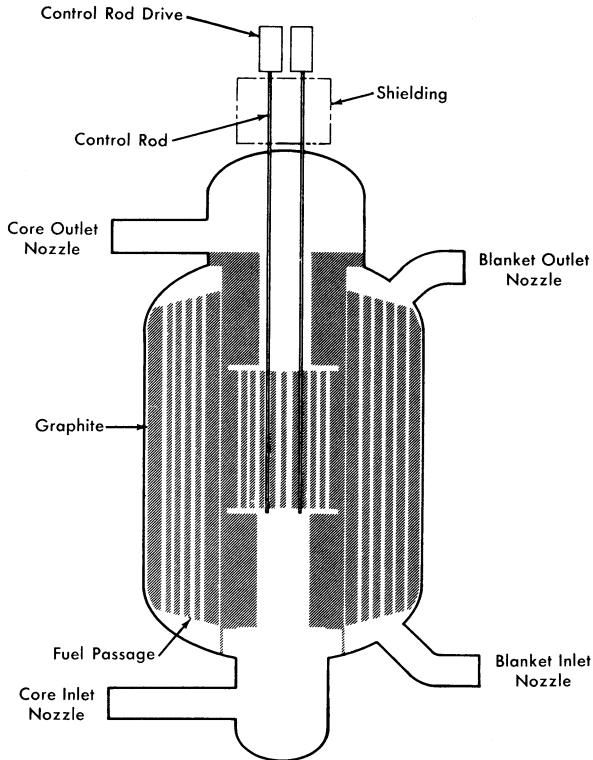 Control Rod Drive
Shielding
Control Rod
Core Outlet
Nozzle
Blanket Outlet
Nozzle
Graphite
Fuel Passage
Blanket Inlet
Nozzle
Core Inlet
Nozzle